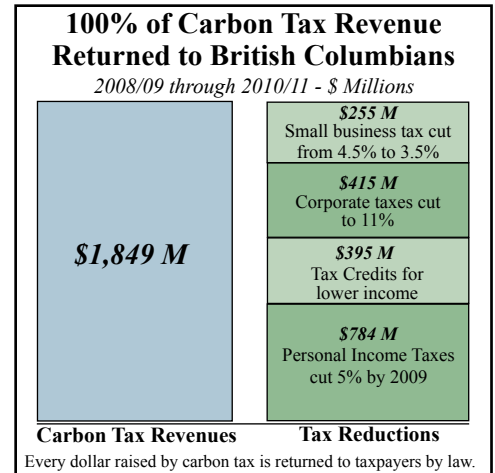 100% of Carbon Tax Revenue
Returned to British Columbians
2008/09 through 2010/11 - $ Millions
$1,849 M
$255 M
Small business tax cut
from 4.5% to 3.5%
$415 M
Corporate taxes cut
to 11%
$395 M
Tax Credits for
lower income
$784 M
Personal Income Taxes
cut 5% by 2009
Carbon Tax Revenues
Tax Reductions
Every dollar raised by carbon tax is returned to taxpayers by law.